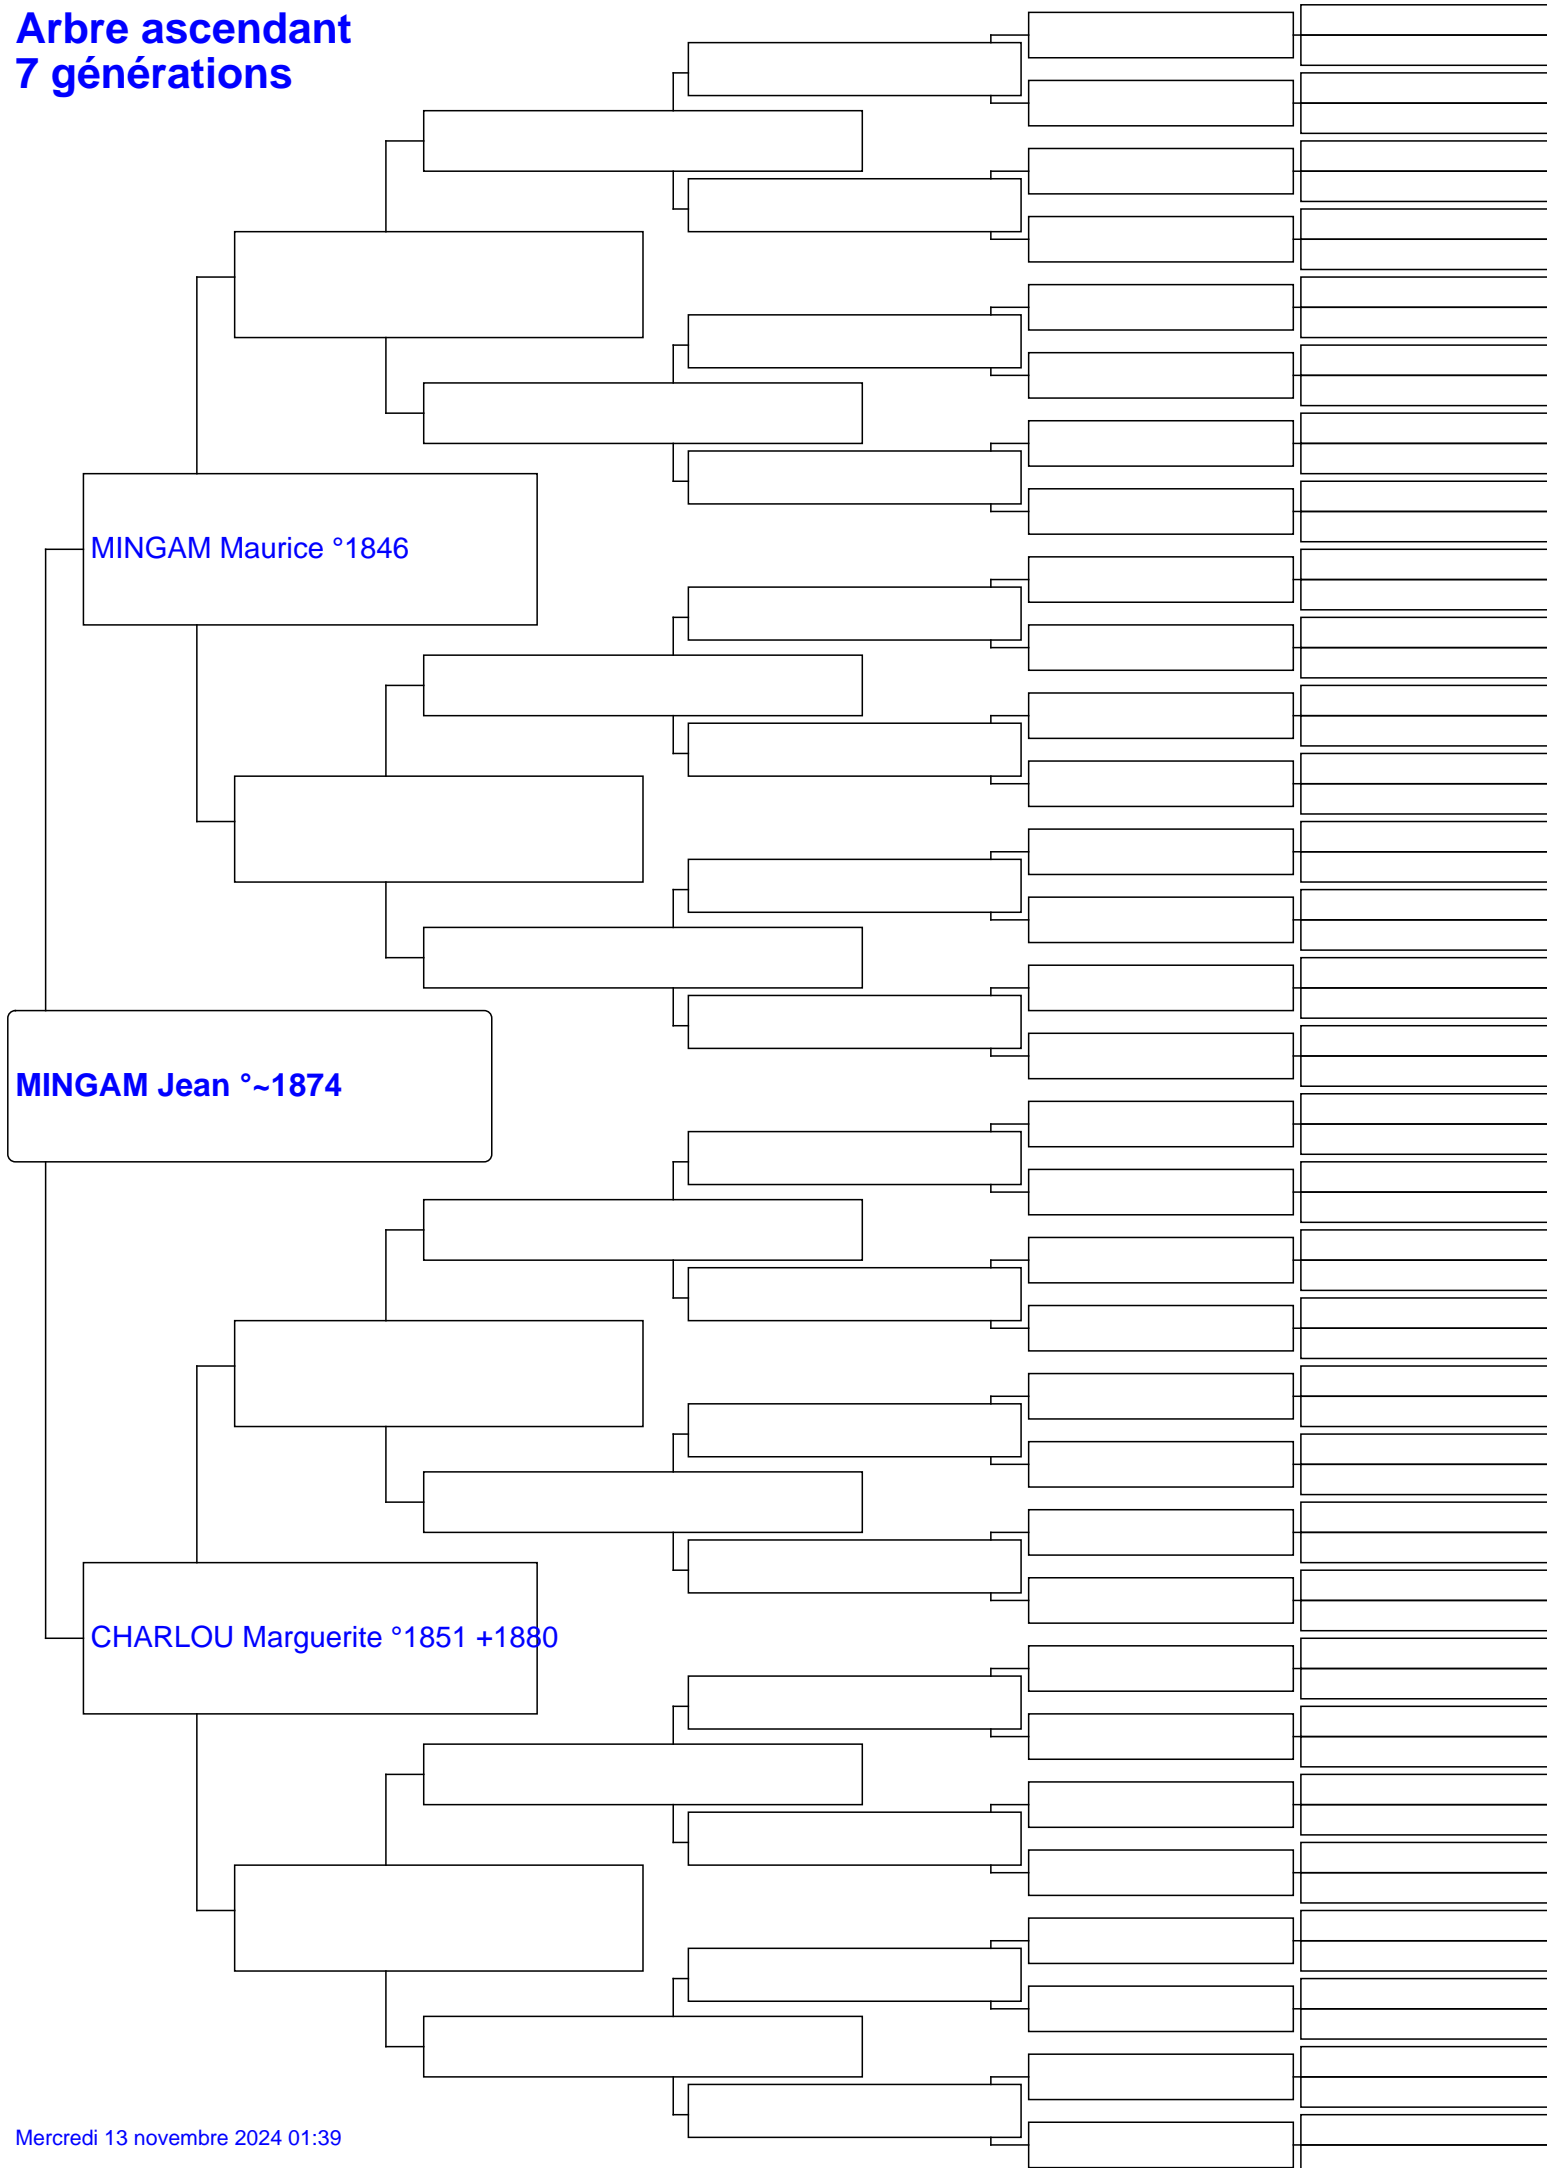 Arbre ascendant
7 générations
MINGAM Maurice °1846
MINGAM Jean °~1874
CHARLOU Marguerite °1851 +1880
Mercredi 13 novembre 2024 01:39